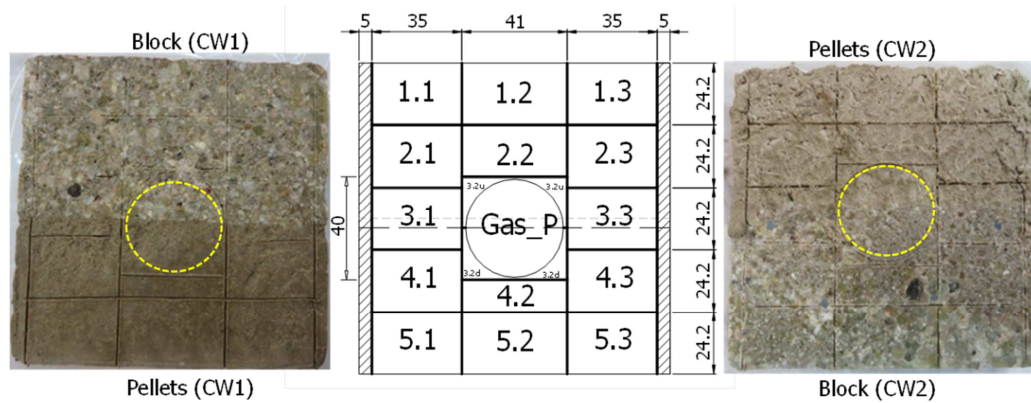 Block (CW1)
5 35 41 35 5
Pellets (CW2)
1.1 1.2 1.3
24.2
2.1 2.2 2.3
24.2
3.2u 3.2u
40
3.1 Gas_P 3.3
24.2
3.2d 3.2d
4.1 4.2 4.3
24.2
5.1 5.2 5.3
24.2
Pellets (CW1)
Block (CW2)